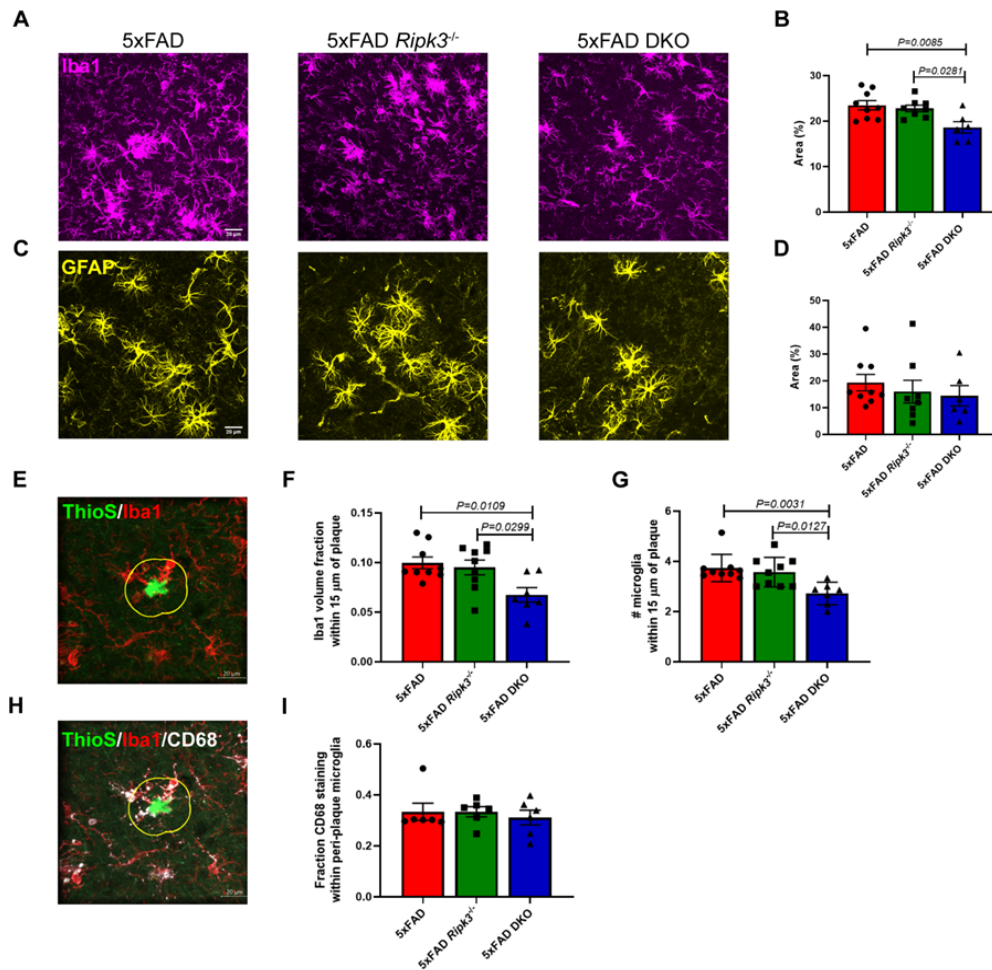 A
5xFAD
5xFAD Ripk3-/-
5xFAD DKO
Iba1
20 µm
B
P=0.0085
P=0.0281
Area (%)
30
20
10
0
5xFAD
5xFAD Ripk3-/-
5xFAD DKO
C
GFAP
20 µm
D
Area (%)
50
40
30
20
10
0
5xFAD
5xFAD Ripk3-/-
5xFAD DKO
E
ThioS/Iba1
20 µm
F
P=0.0109
P=0.0299
Iba1 volume fraction
within 15 µm of plaque
0.15
0.10
0.05
0.00
5xFAD
5xFAD Ripk3-/-
5xFAD DKO
G
P=0.0031
P=0.0127
# microglia
within 15 µm of plaque
6
4
2
0
5xFAD
5xFAD Ripk3-/-
5xFAD DKO
H
ThioS/Iba1/CD68
20 µm
I
Fraction CD68 staining
within peri-plaque microglia
0.6
0.4
0.2
0.0
5xFAD
5xFAD Ripk3-/-
5xFAD DKO